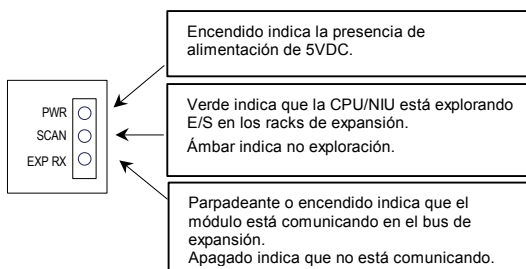 Encendido indica la presencia de
alimentación de 5VDC.
PWR
SCAN
EXP RX
Verde indica que la CPU/NIU está explorando
E/S en los racks de expansión.
Ámbar indica no exploración.
Parpadeante o encendido indica que el
módulo está comunicando en el bus de
expansión.
Apagado indica que no está comunicando.